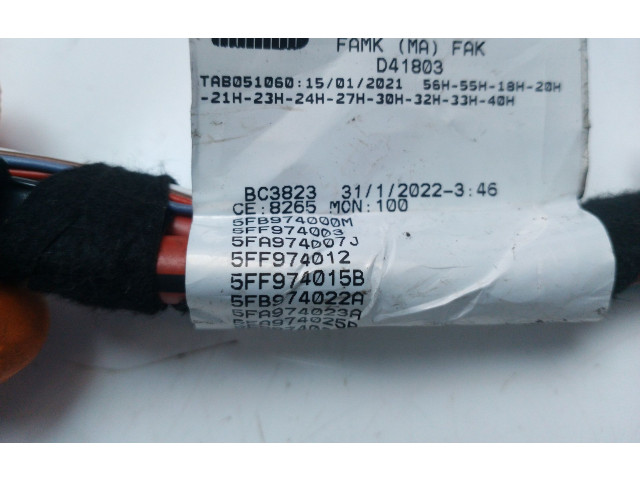 FAMK (MA) FAK
D41803
TAB051060:15/01/2021 56H-55H-18H-20H
-21H-23H-24H-27H-30H-32H-33H-40H
BC3823 31/1/2022-3:46
CE:8265 MON:100
5FB974000M
5FF974003
5FA974007J
5FF974012
5FF974015B
5FB974022A
5FA974023A